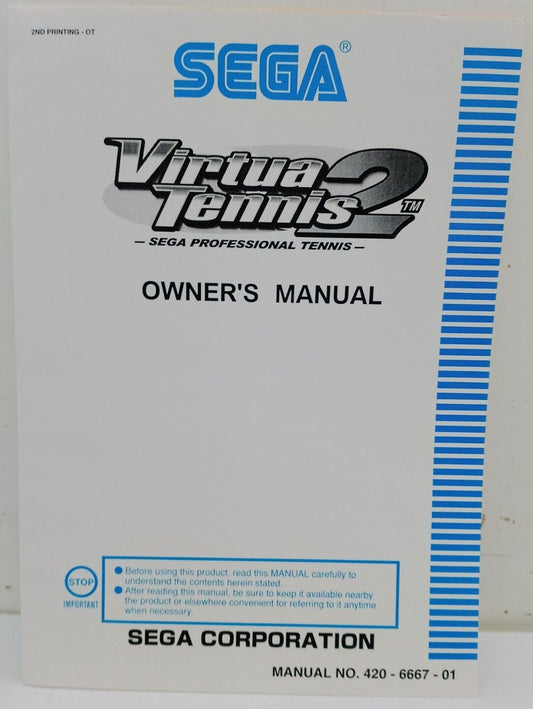 2ND PRINTING - OT
SEGA®
Virtua
Tennis 2™
– SEGA PROFESSIONAL TENNIS –
OWNER'S MANUAL
STOP
IMPORTANT
● Before using this product, read this MANUAL carefully to
understand the contents herein stated.
● After reading this manual, be sure to keep it available nearby
the product or elsewhere convenient for referring to it anytime
when necessary.
SEGA CORPORATION
MANUAL NO. 420 - 6667 - 01